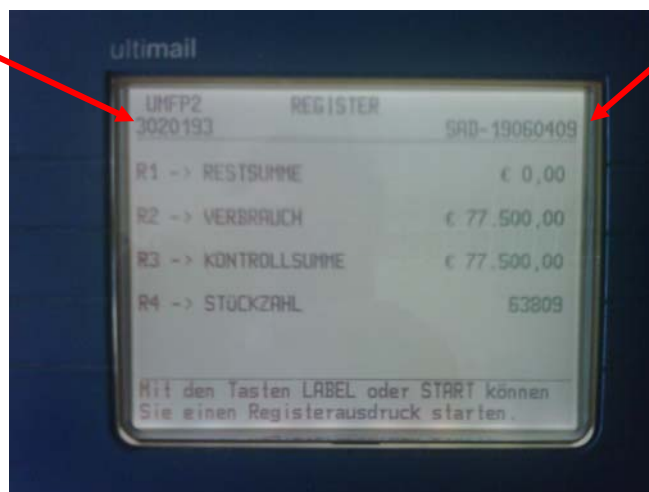 ultimail
UMFP2 REGISTER
3020193 SAD-19060409
R1 -> RESTSUMME € 0,00
R2 -> VERBRAUCH € 77.500,00
R3 -> KONTROLLSUMME € 77.500,00
R4 -> STÜCKZAHL 63809
Mit den Tasten LABEL oder START können
Sie einen Registerausdruck starten.